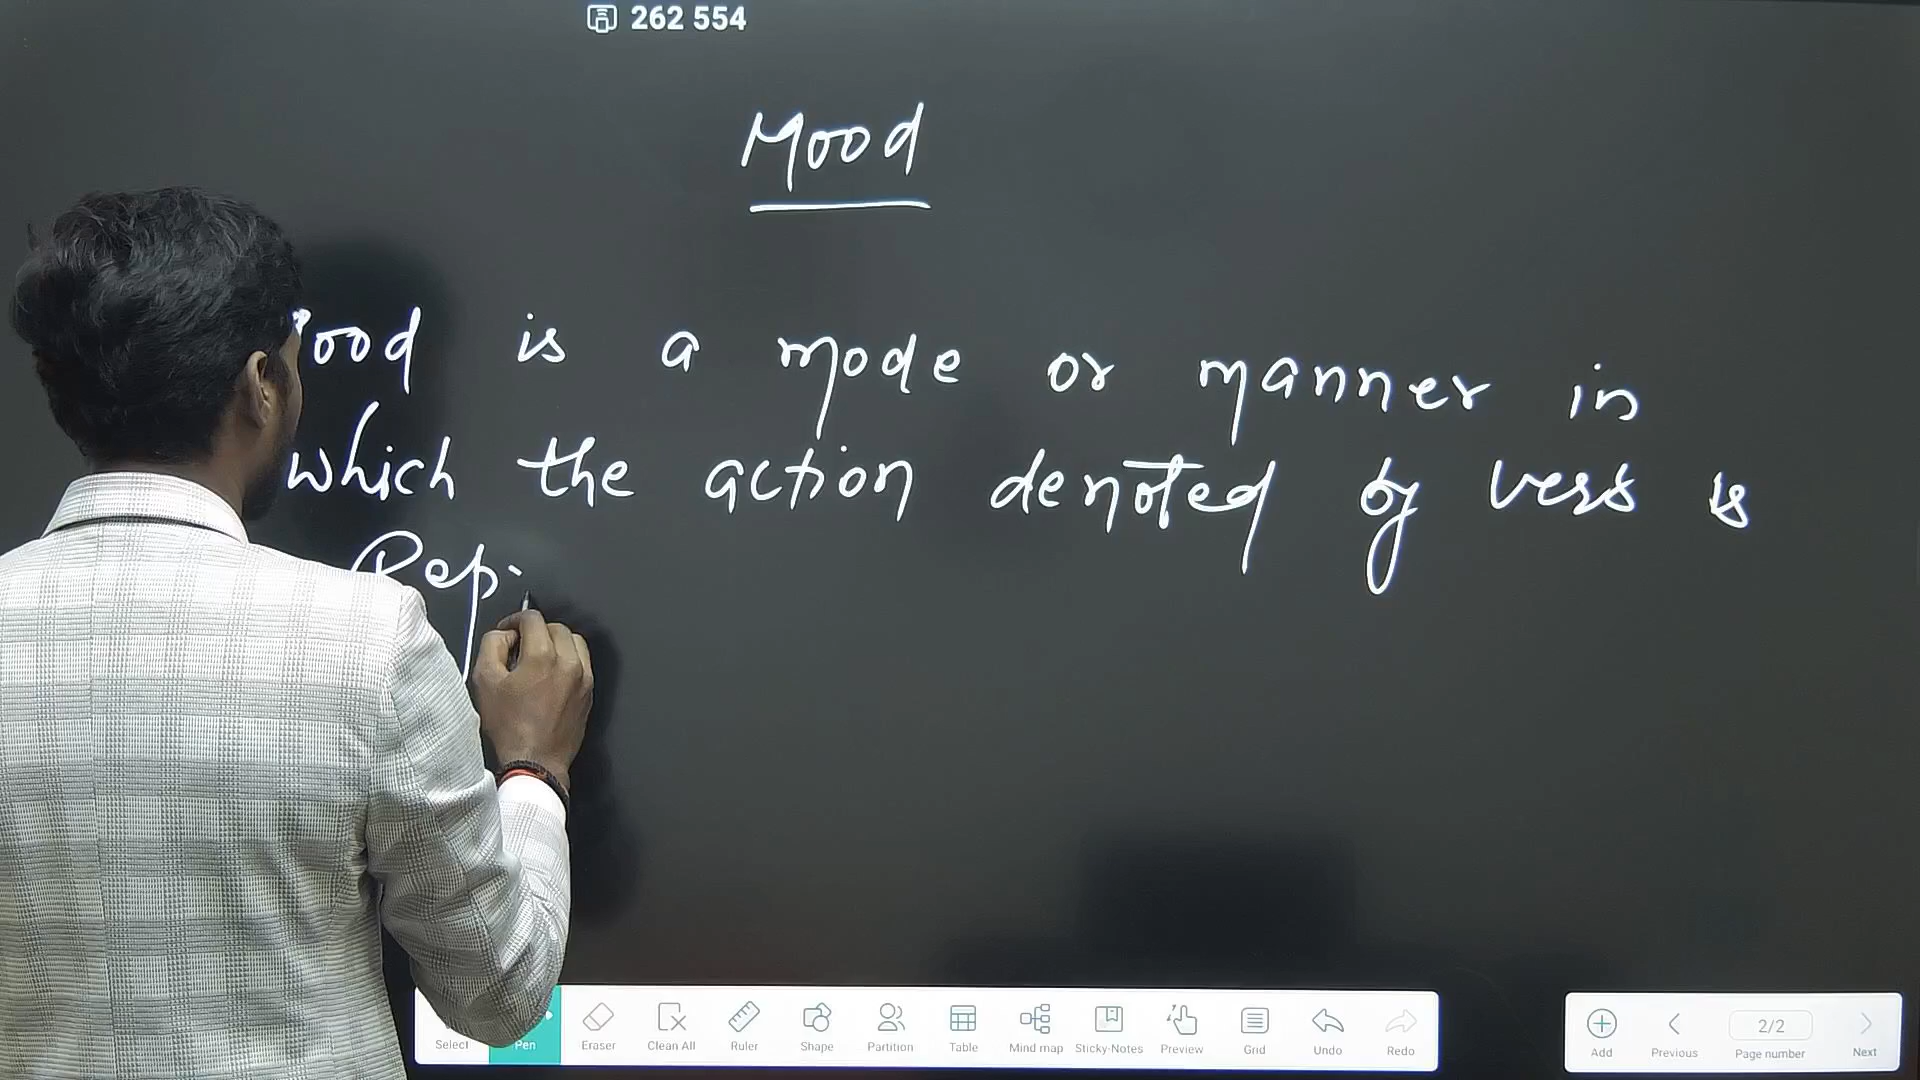 262 554
Mood
ood is a mode or manner in
which the action denoted by verb is
Rep
Select Pen Eraser Clean All Ruler Shape Partition Table Mind map Sticky-Notes Preview Grid Undo Redo
Add Previous 2/2 Page number Next